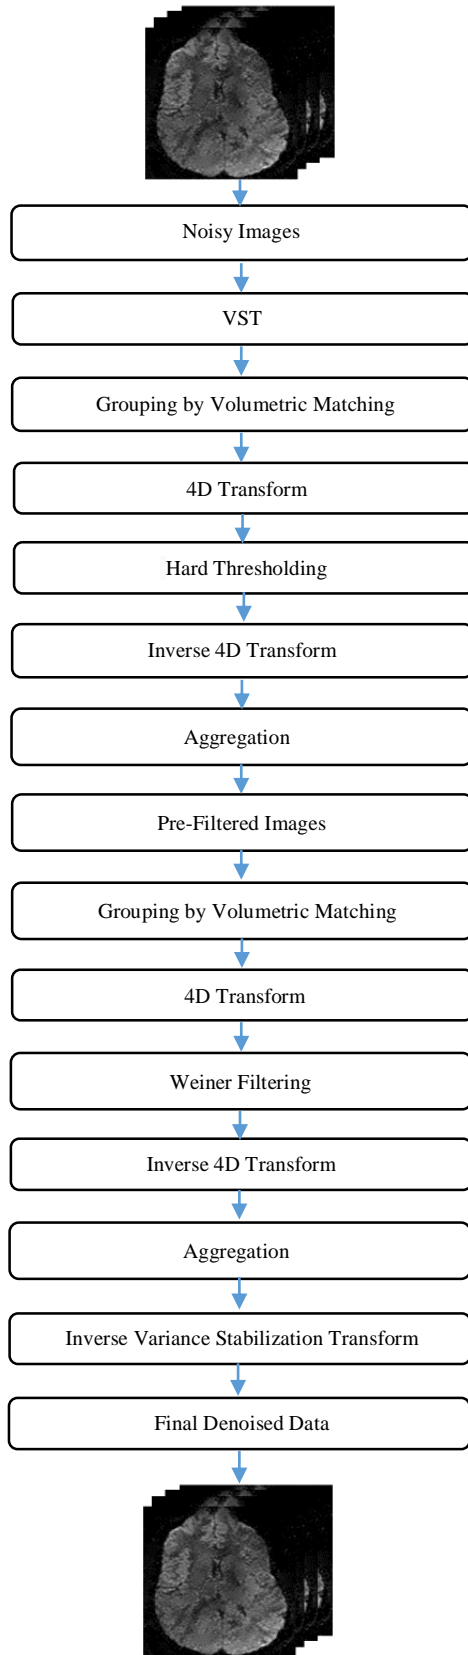 Noisy Images
VST
Grouping by Volumetric Matching
4D Transform
Hard Thresholding
Inverse 4D Transform
Aggregation
Pre-Filtered Images
Grouping by Volumetric Matching
4D Transform
Weiner Filtering
Inverse 4D Transform
Aggregation
Inverse Variance Stabilization Transform
Final Denoised Data